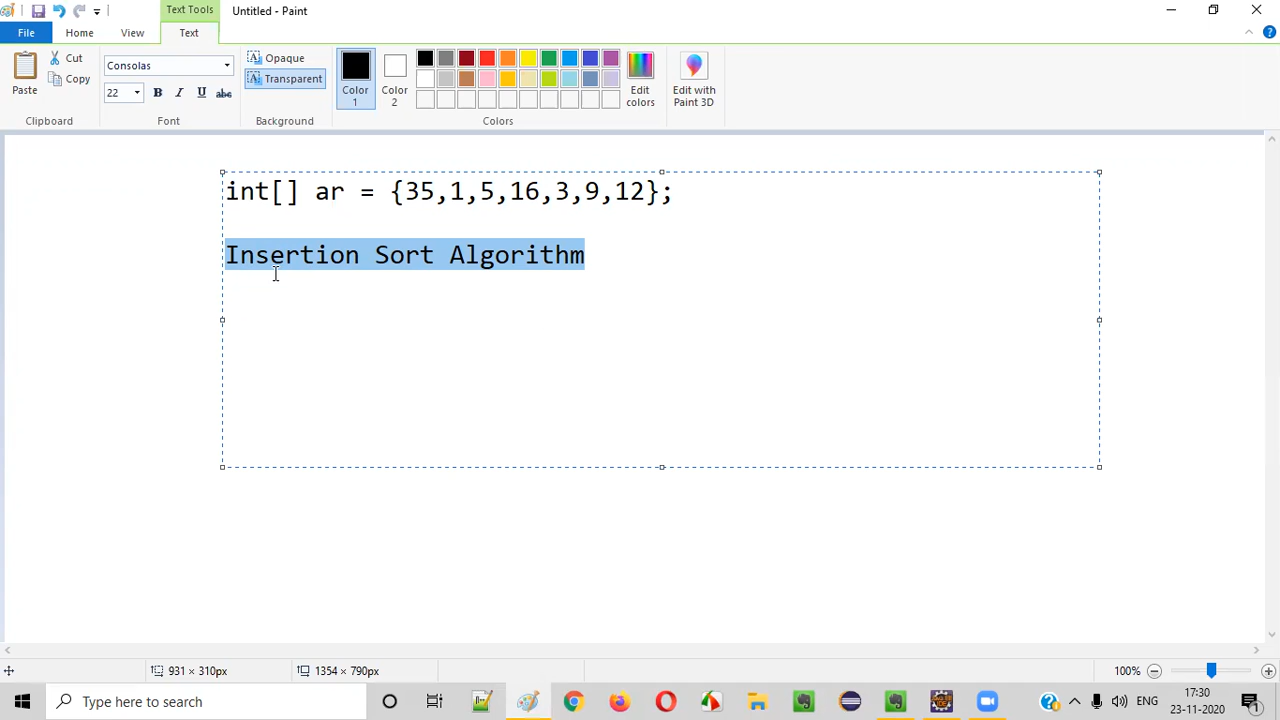 Untitled - Paint
Text Tools
File
Home
View
Text
Paste
Cut
Copy
Clipboard
Consolas
22
B I U abc
Font
Opaque
Transparent
Background
Color 1
Color 2
Edit colors
Colors
Edit with Paint 3D
int[] ar = {35,1,5,16,3,9,12};
Insertion Sort Algorithm
931 × 310px
1354 × 790px
100%
Type here to search
ENG
17:30
23-11-2020